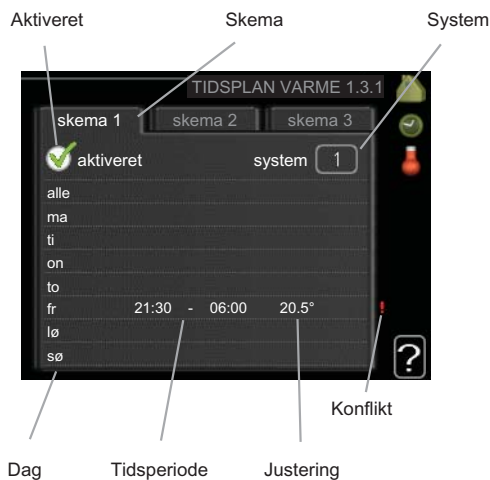 Aktiveret Skema System
TIDSPLAN VARME 1.3.1
skema 1 skema 2 skema 3
aktiveret system 1
alle
ma
ti
on
to
fr 21:30 - 06:00 20.5° !
lø
sø
?
Konflikt
Dag Tidsperiode Justering